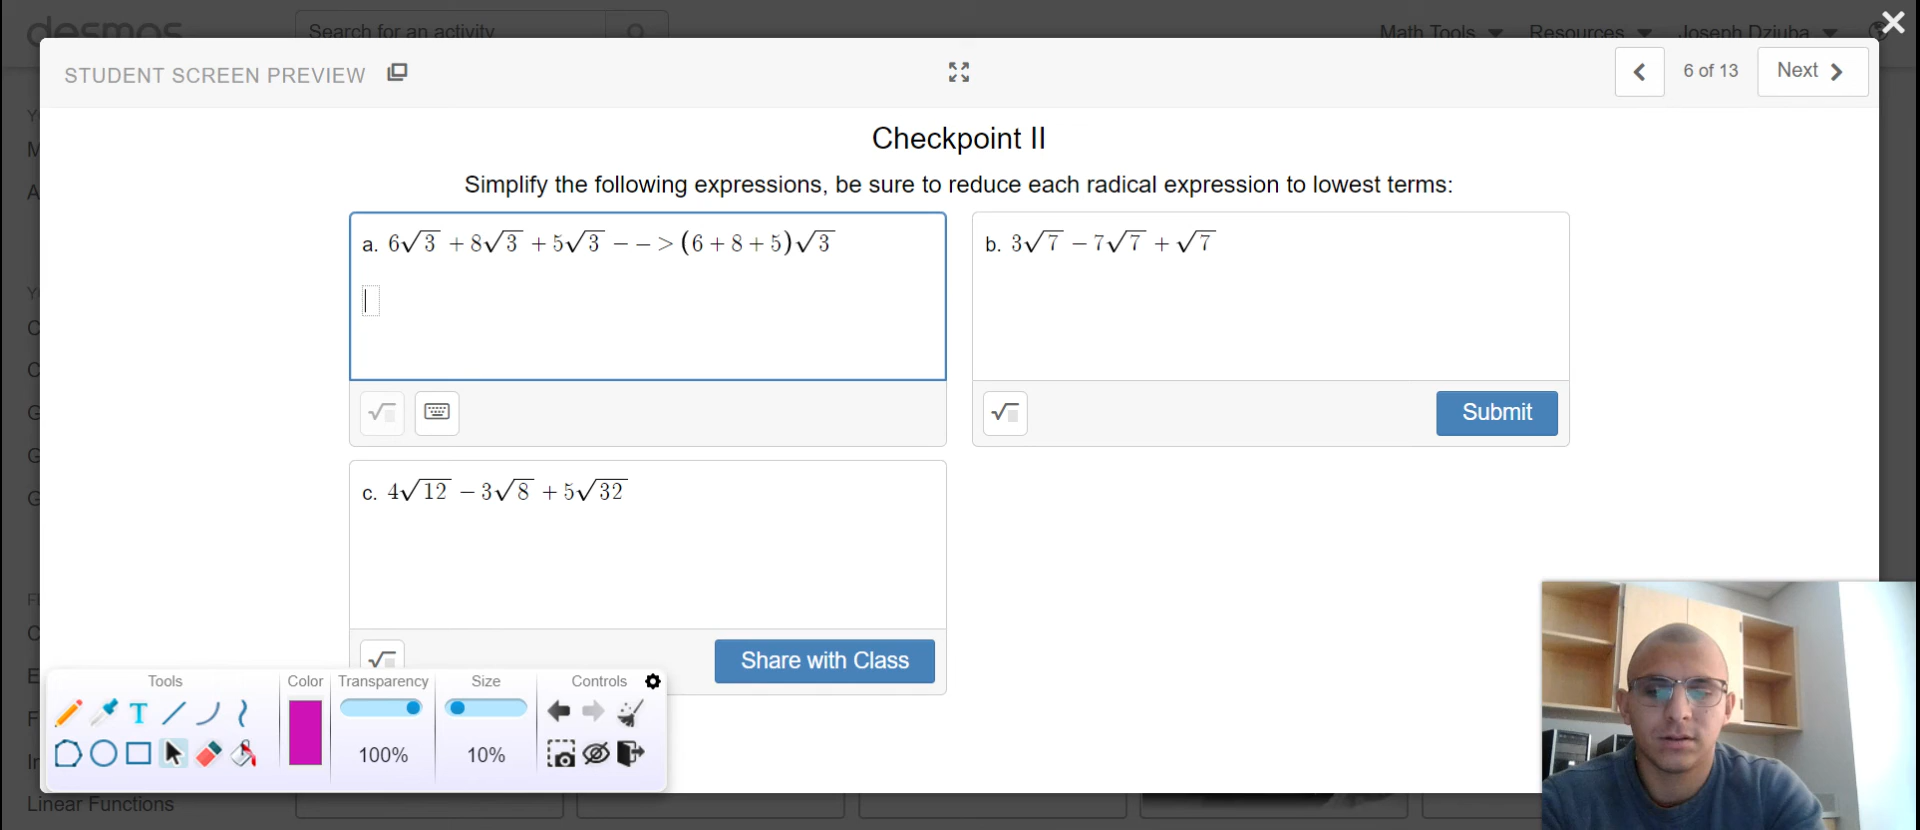 desmos
Search for an activity
Math Tools
Resources
Joseph Dziuba
STUDENT SCREEN PREVIEW
6 of 13
Next
Checkpoint II
Simplify the following expressions, be sure to reduce each radical expression to lowest terms:
a. 6√3 + 8√3 + 5√3 − − > (6 + 8 + 5)√3
b. 3√7 − 7√7 + √7
Submit
c. 4√12 − 3√8 + 5√32
Share with Class
Tools
Color
Transparency
Size
Controls
T
100%
10%
Linear Functions